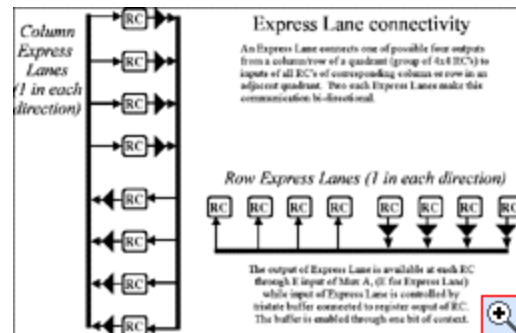 Column
Express
Lanes
(1 in each
direction)
RC
RC
RC
RC
RC
RC
RC
RC
Express Lane connectivity
An Express Lane connects one of possible four outputs
from a column/row of a quadrant (group of 4x4 RC's) to
inputs of all RC's of corresponding column or row in an
adjacent quadrant. Two such Express Lanes make this
communication bi-directional.
Row Express Lanes (1 in each direction)
RC RC RC RC RC RC RC RC
The output of Express Lane is available at each RC
through E input of Mux A, (E for Express Lane)
while input of Express Lane is controlled by
tristate buffer connected to register ouput of RC.
The buffer is enabled through one bit of context.